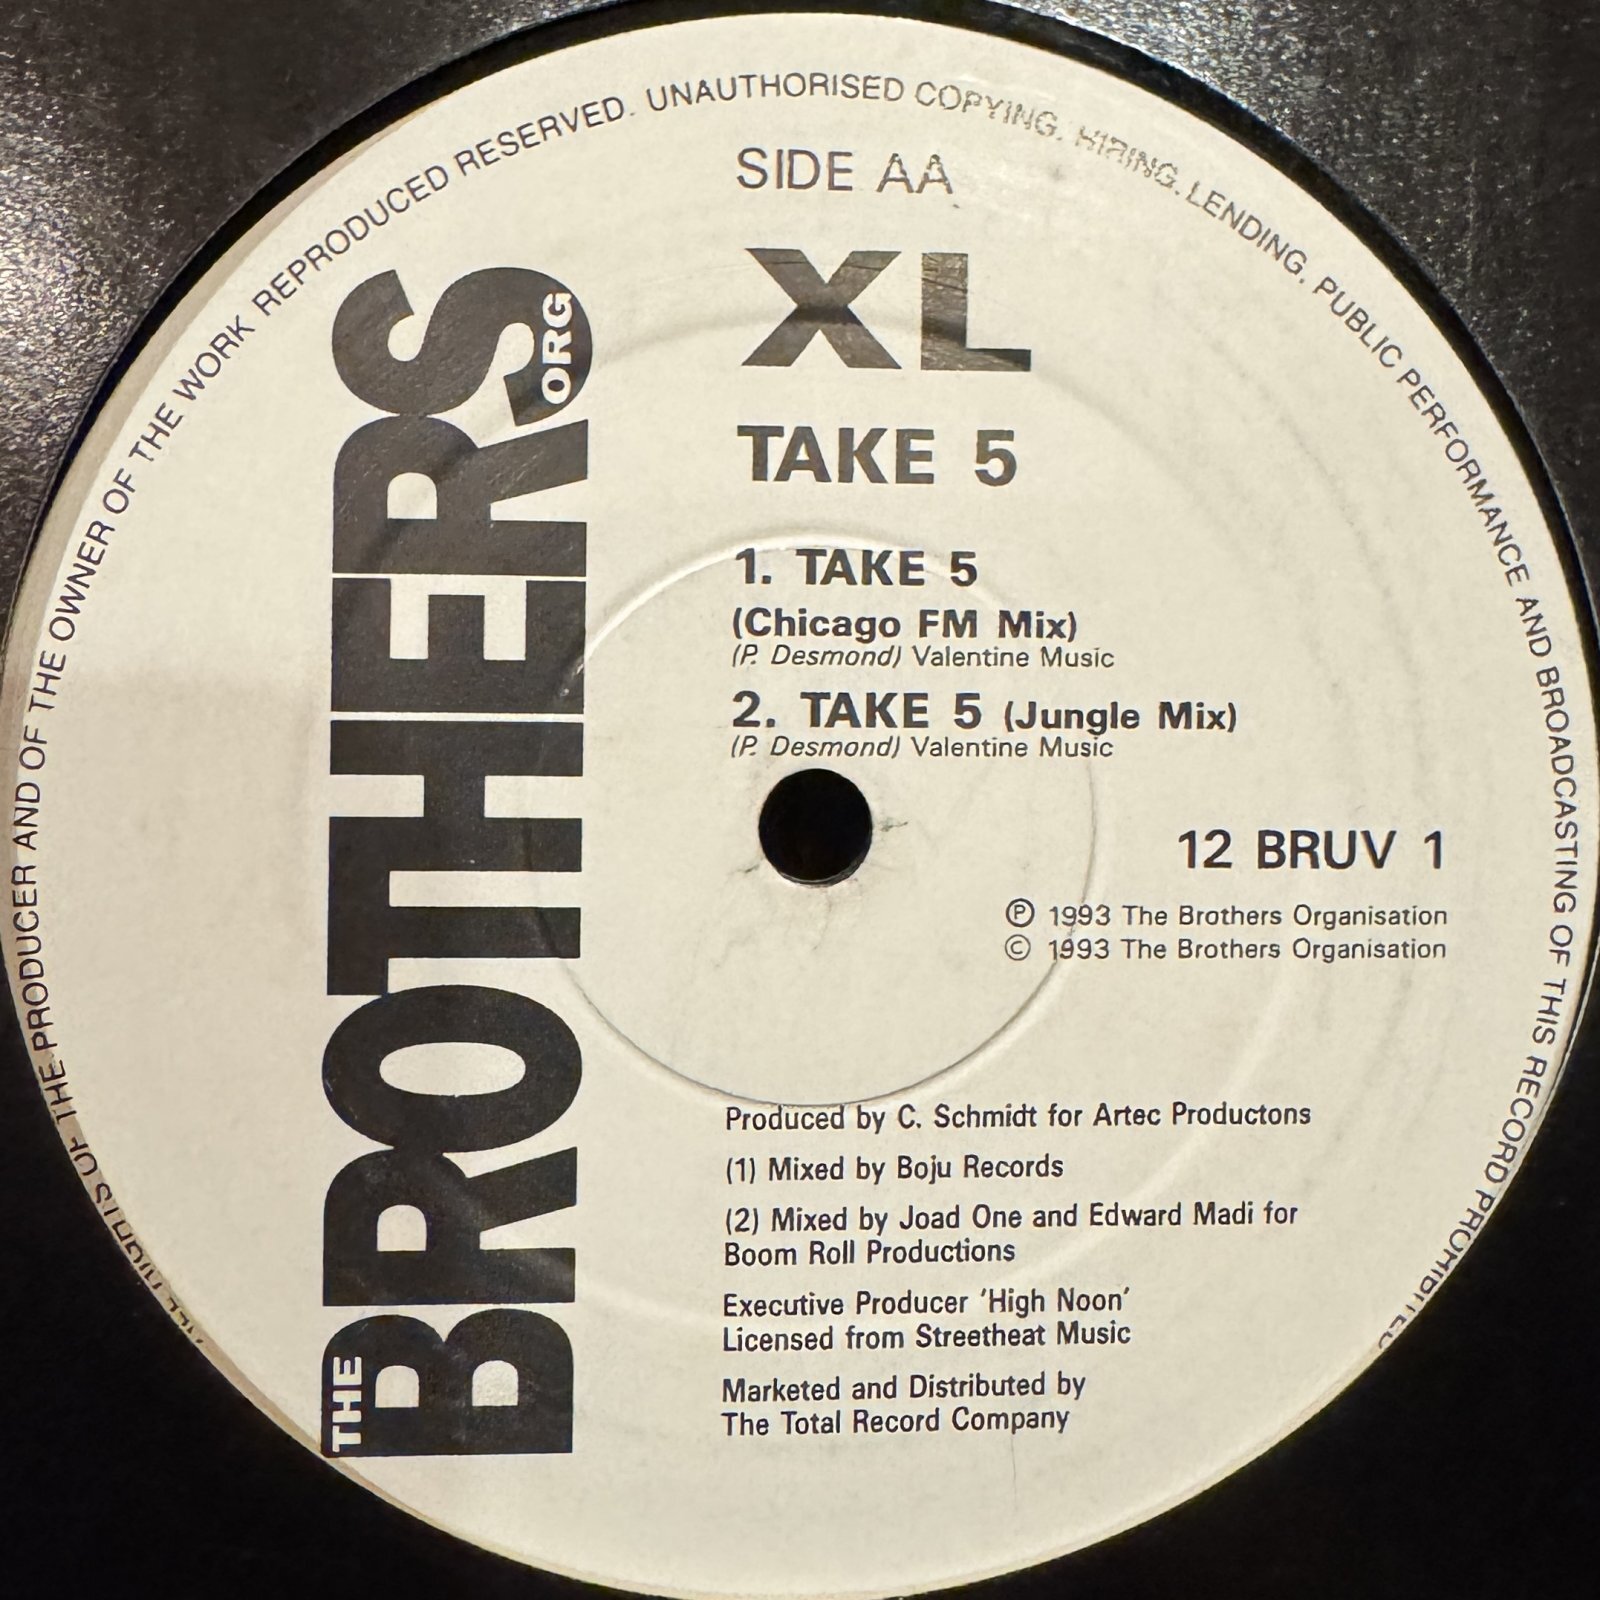 ALL RIGHTS OF THE PRODUCER AND OF THE OWNER OF THE WORK REPRODUCED RESERVED. UNAUTHORISED COPYING. HIRING. LENDING. PUBLIC PERFORMANCE AND BROADCASTING OF THIS RECORD PROHIBITED
THE BROTHERS ORG
SIDE AA
XL
TAKE 5
1. TAKE 5
(Chicago FM Mix)
(P. Desmond) Valentine Music
2. TAKE 5 (Jungle Mix)
(P. Desmond) Valentine Music
12 BRUV 1
Ⓟ 1993 The Brothers Organisation
© 1993 The Brothers Organisation
Produced by C. Schmidt for Artec Productons
(1) Mixed by Boju Records
(2) Mixed by Joad One and Edward Madi for
Boom Roll Productions
Executive Producer 'High Noon'
Licensed from Streetheat Music
Marketed and Distributed by
The Total Record Company